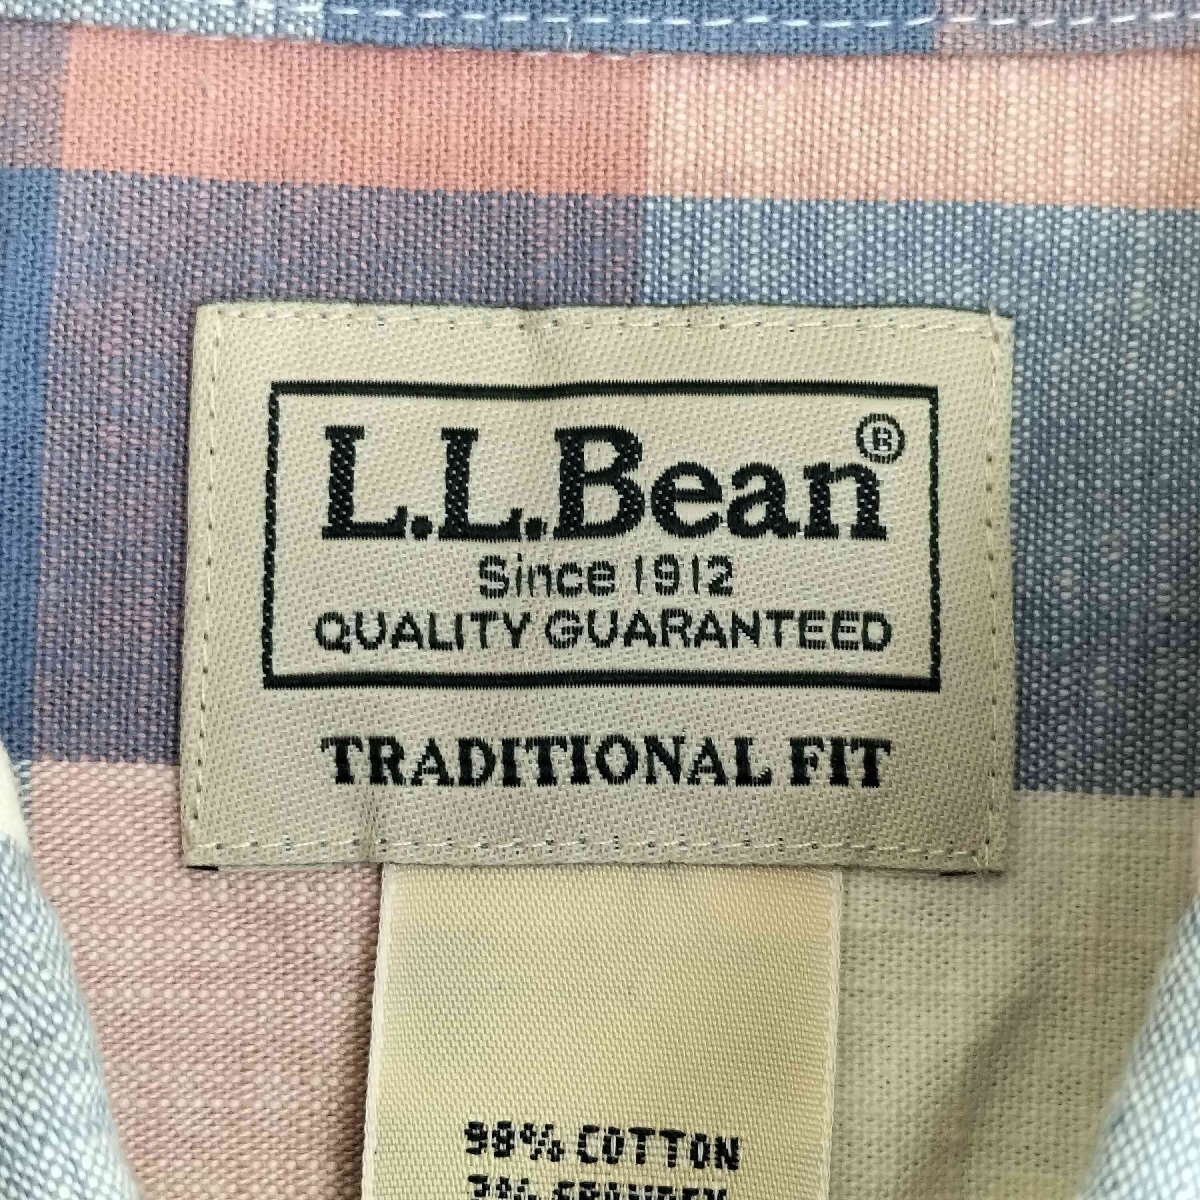 L.L.Bean®
Since 1912
QUALITY GUARANTEED
TRADITIONAL FIT
98% COTTON